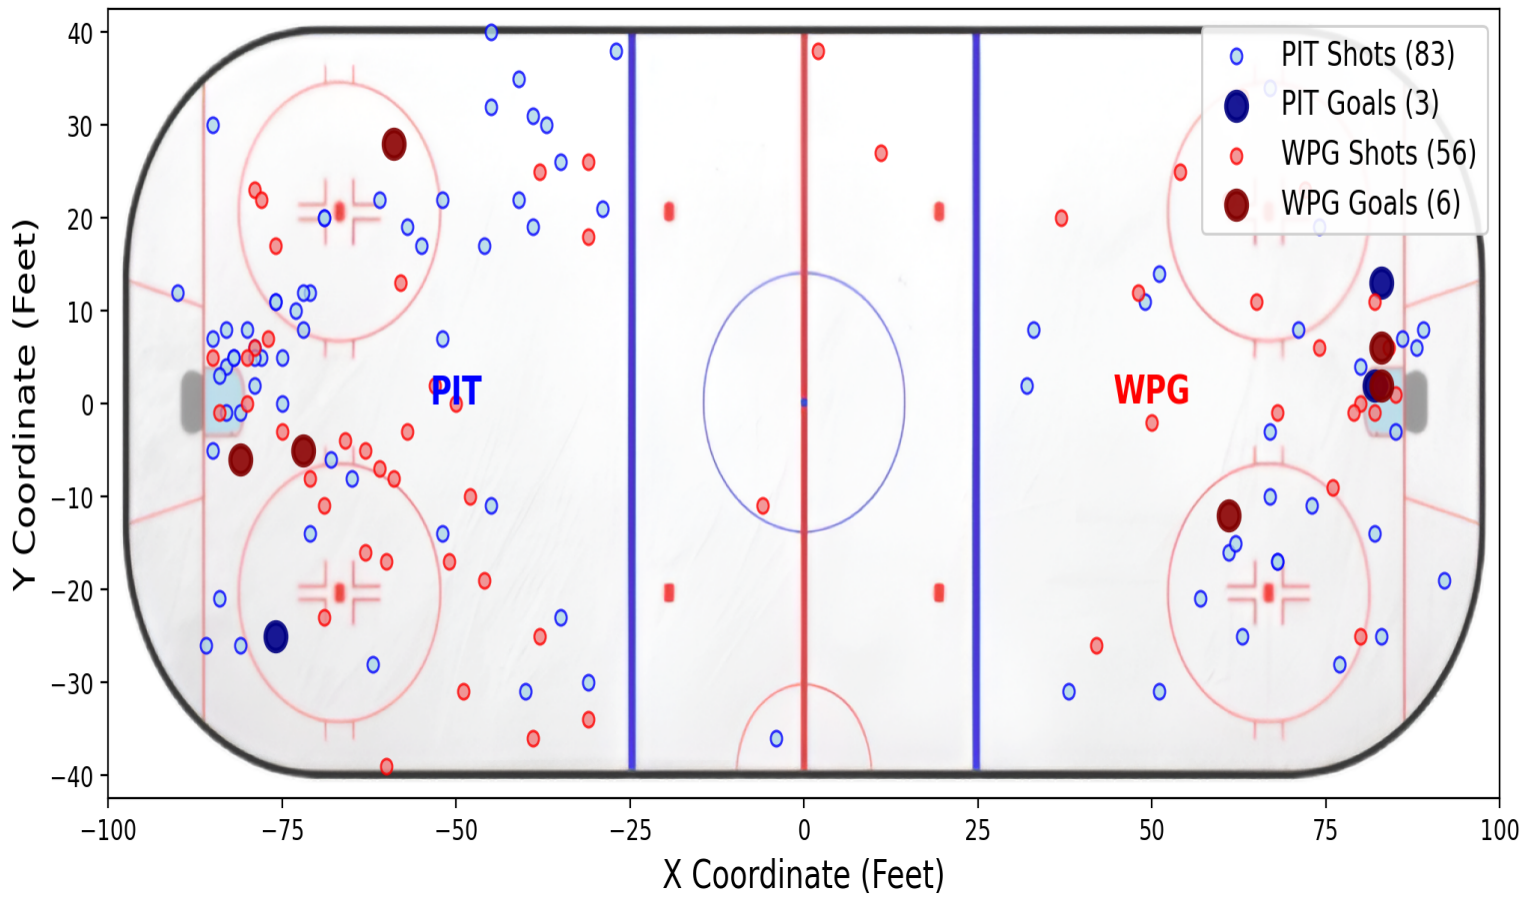 40
30
20
10
0
−10
−20
−30
−40
Y Coordinate (Feet)
PIT Shots (83)
PIT Goals (3)
WPG Shots (56)
WPG Goals (6)
PIT
WPG
−100 −75 −50 −25 0 25 50 75 100
X Coordinate (Feet)